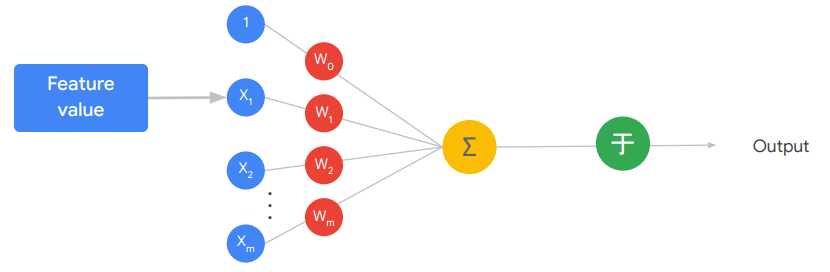 Feature
value
1
X1
X2
Xm
W0
W1
W2
Wm
Σ
于
Output